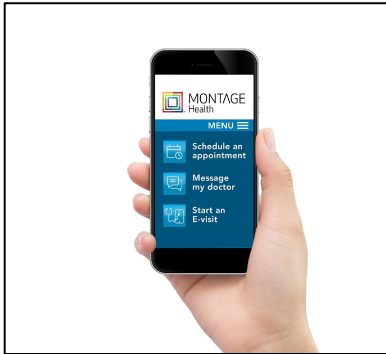 MONTAGE
Health
MENU
Schedule an
appointment
Message
my doctor
Start an
E-visit